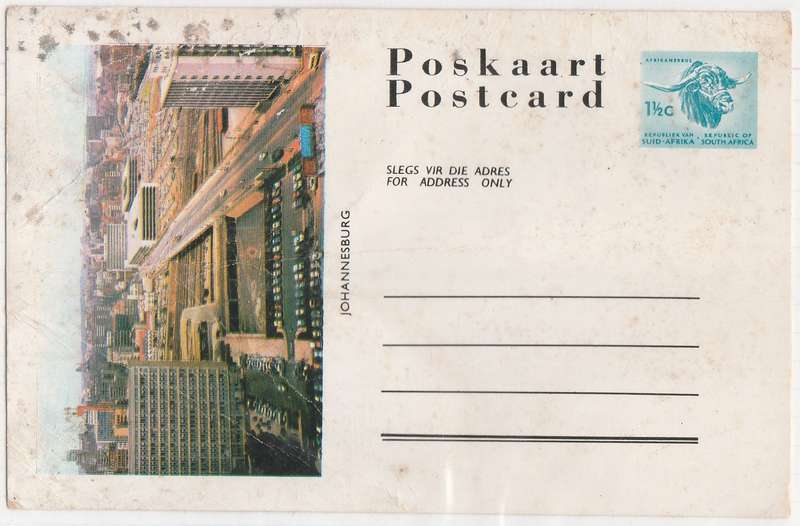 Poskaart
Postcard
AFRIKANERBUL
1½C
REPUBLIEK VAN REPUBLIC OF
SUID-AFRIKA SOUTH AFRICA
SLEGS VIR DIE ADRES
FOR ADDRESS ONLY
JOHANNESBURG